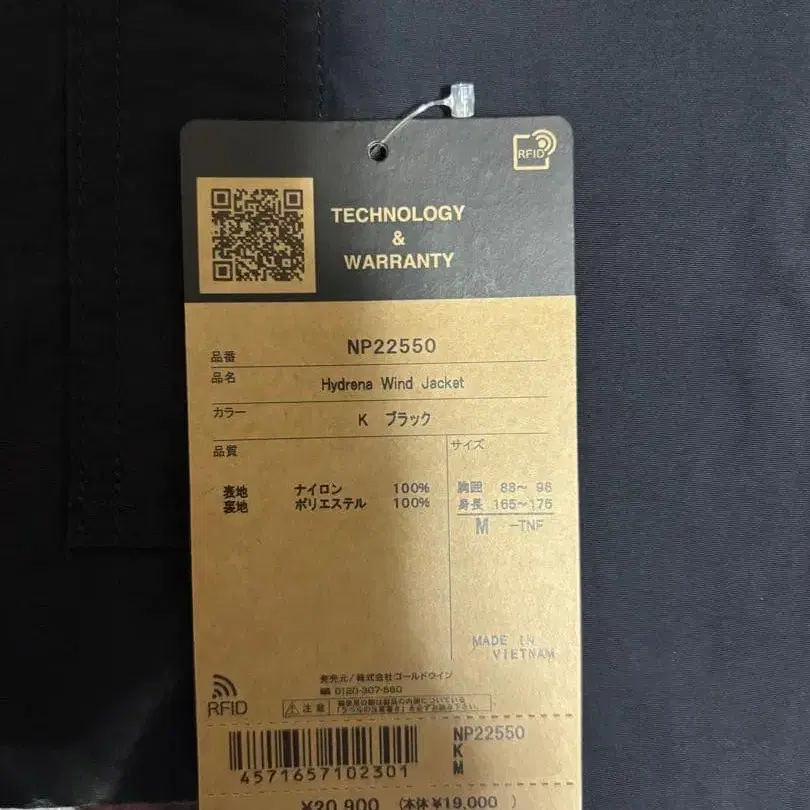 RFID
TECHNOLOGY
&
WARRANTY
品番 NP22550
品名 Hydrena Wind Jacket
カラー K ブラック
品質 サイズ
表地 ナイロン 100% 胸囲 88～ 96
裏地 ポリエステル 100% 身長 165～175
M -TNF
MADE IN
VIETNAM
発売元/株式会社ゴールドウイン
0120-307-560
RFID
注意
NP22550
K
M
4571657102301
¥20,900 (本体¥19,000 )